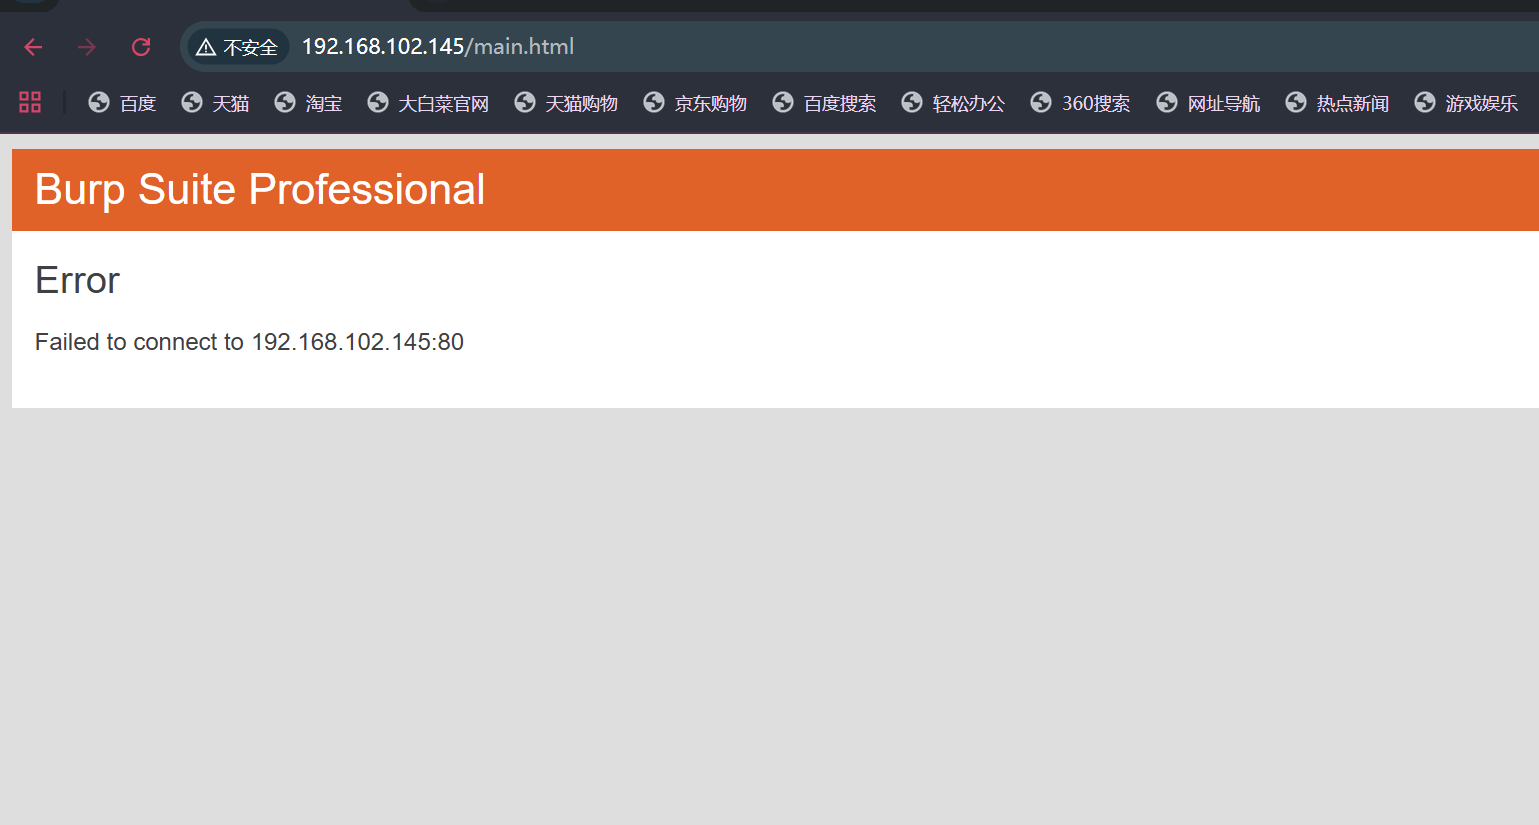 不安全 192.168.102.145/main.html
百度 天猫 淘宝 大白菜官网 天猫购物 京东购物 百度搜索 轻松办公 360搜索 网址导航 热点新闻 游戏娱乐
Burp Suite Professional
Error
Failed to connect to 192.168.102.145:80